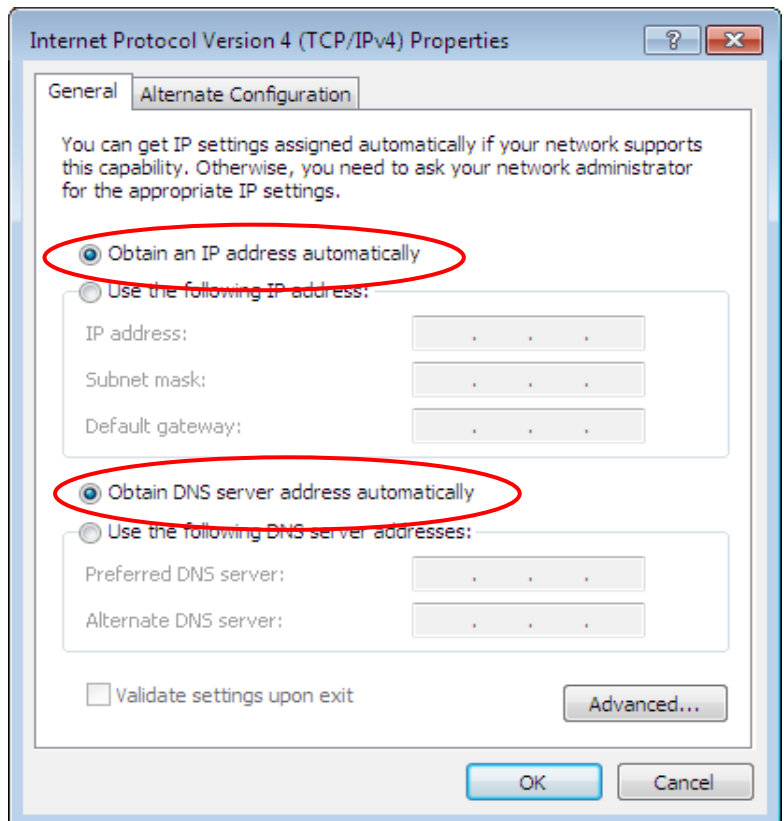 Internet Protocol Version 4 (TCP/IPv4) Properties
General
Alternate Configuration
You can get IP settings assigned automatically if your network supports
this capability. Otherwise, you need to ask your network administrator
for the appropriate IP settings.
Obtain an IP address automatically
Use the following IP address:
IP address:
Subnet mask:
Default gateway:
Obtain DNS server address automatically
Use the following DNS server addresses:
Preferred DNS server:
Alternate DNS server:
Validate settings upon exit
Advanced...
OK
Cancel